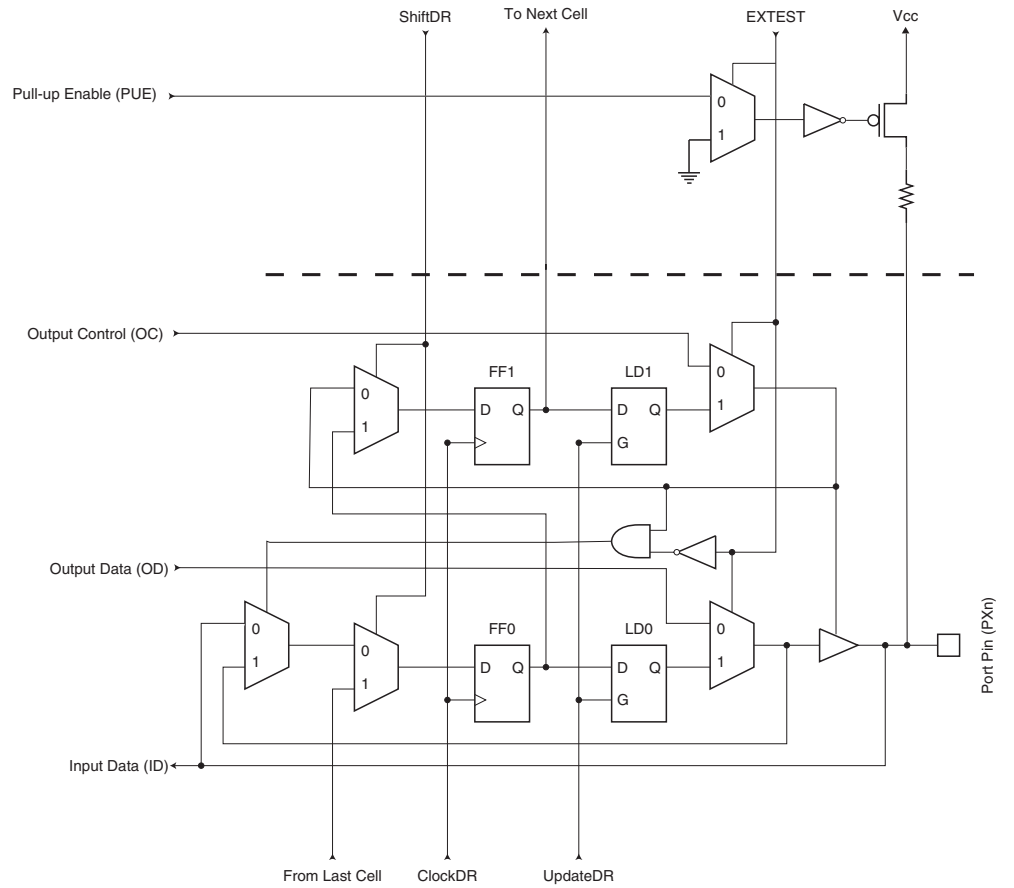 ShiftDR
To Next Cell
EXTEST
Vcc
Pull-up Enable (PUE)
0
1
Output Control (OC)
FF1
LD1
0
1
D Q
D Q
G
0
1
Output Data (OD)
FF0
LD0
0
1
0
1
D Q
D Q
G
0
1
Port Pin (PXn)
Input Data (ID)
From Last Cell
ClockDR
UpdateDR